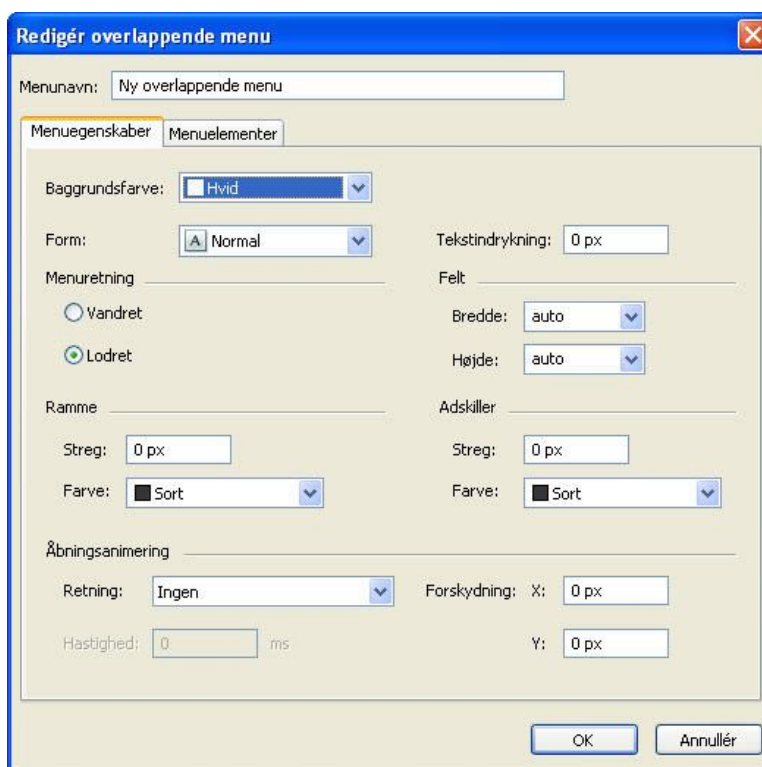 Redigér overlappende menu
Menunavn: Ny overlappende menu
Menuegenskaber Menuelementer
Baggrundsfarve: Hvid
Form: A Normal Tekstindrykning: 0 px
Menuretning Felt
Vandret Bredde: auto
Lodret Højde: auto
Ramme Adskiller
Streg: 0 px Streg: 0 px
Farve: Sort Farve: Sort
Åbningsanimering
Retning: Ingen Forskydning: X: 0 px
Hastighed: 0 ms Y: 0 px
OK Annullér